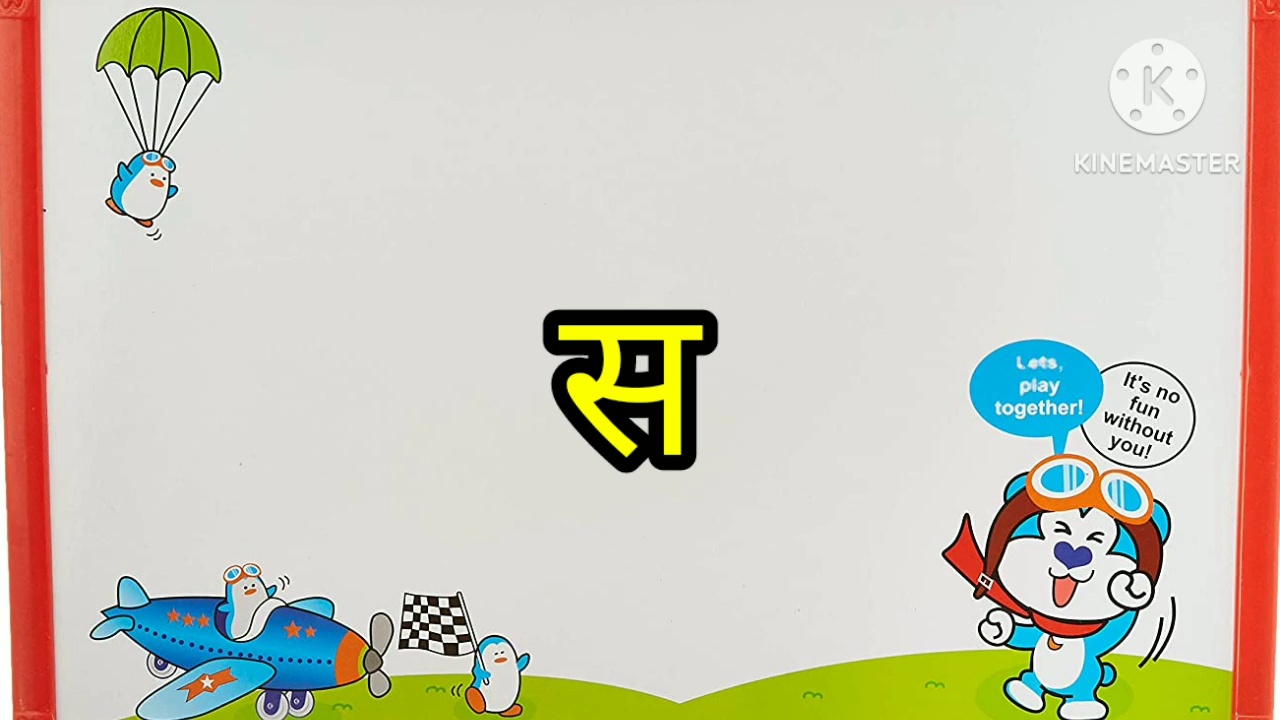 KINEMASTER
स
Lets,
play
together!
It's no
fun
without
you!